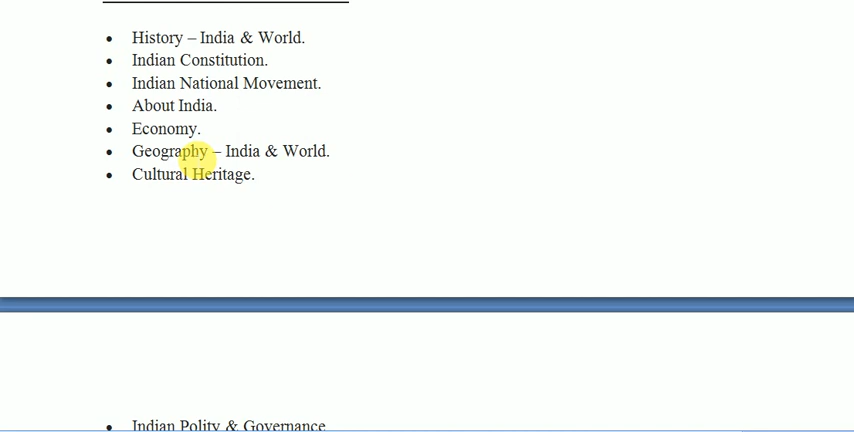 • History – India & World.
• Indian Constitution.
• Indian National Movement.
• About India.
• Economy.
• Geography – India & World.
• Cultural Heritage.
• Indian Polity & Governance